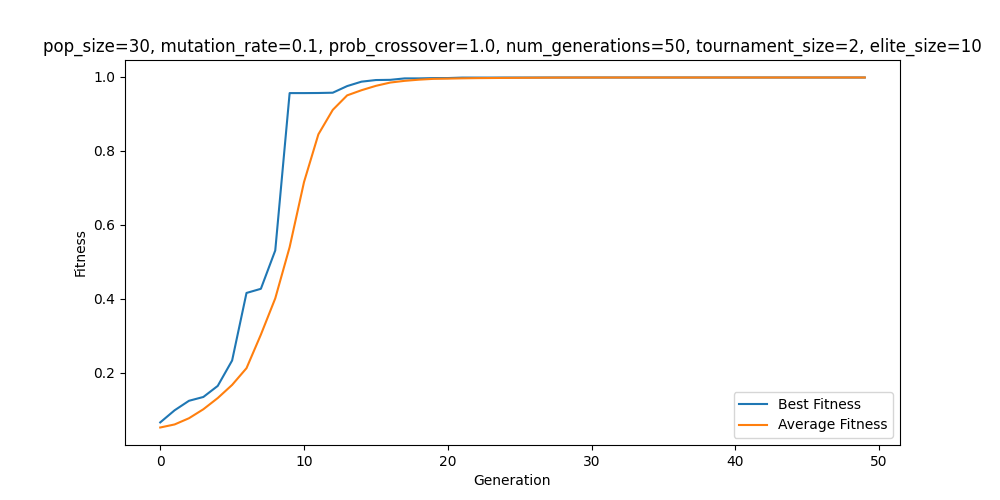 pop_size=30, mutation_rate=0.1, prob_crossover=1.0, num_generations=50, tournament_size=2, elite_size=10
1.0
0.8
0.6
0.4
0.2
Fitness
0 10 20 30 40 50
Generation
Best Fitness
Average Fitness